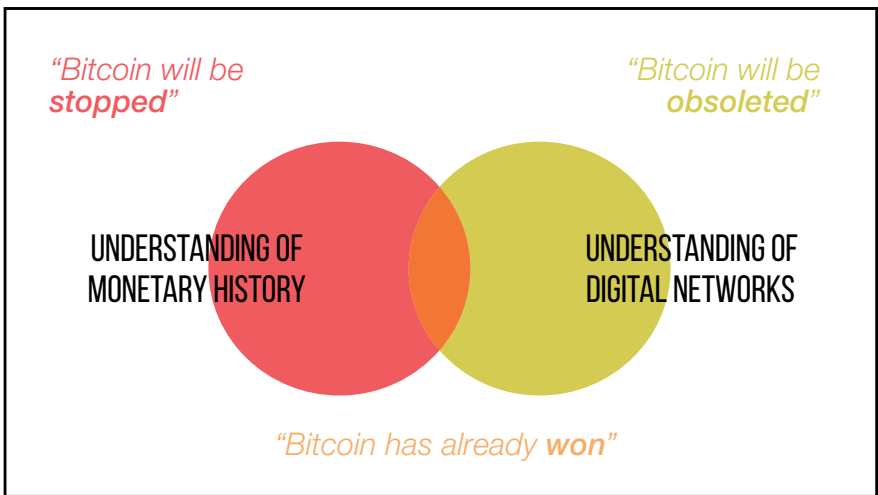 “Bitcoin will be
stopped”
“Bitcoin will be
obsoleted”
UNDERSTANDING OF
MONETARY HISTORY
UNDERSTANDING OF
DIGITAL NETWORKS
“Bitcoin has already won”